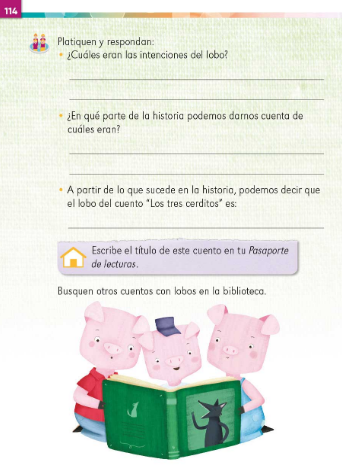 114
Platiquen y respondan:
• ¿Cuáles eran las intenciones del lobo?
• ¿En qué parte de la historia podemos darnos cuenta de
cuáles eran?
• A partir de lo que sucede en la historia, podemos decir que
el lobo del cuento “Los tres cerditos” es:
Escribe el título de este cuento en tu Pasaporte
de lecturas.
Busquen otros cuentos con lobos en la biblioteca.